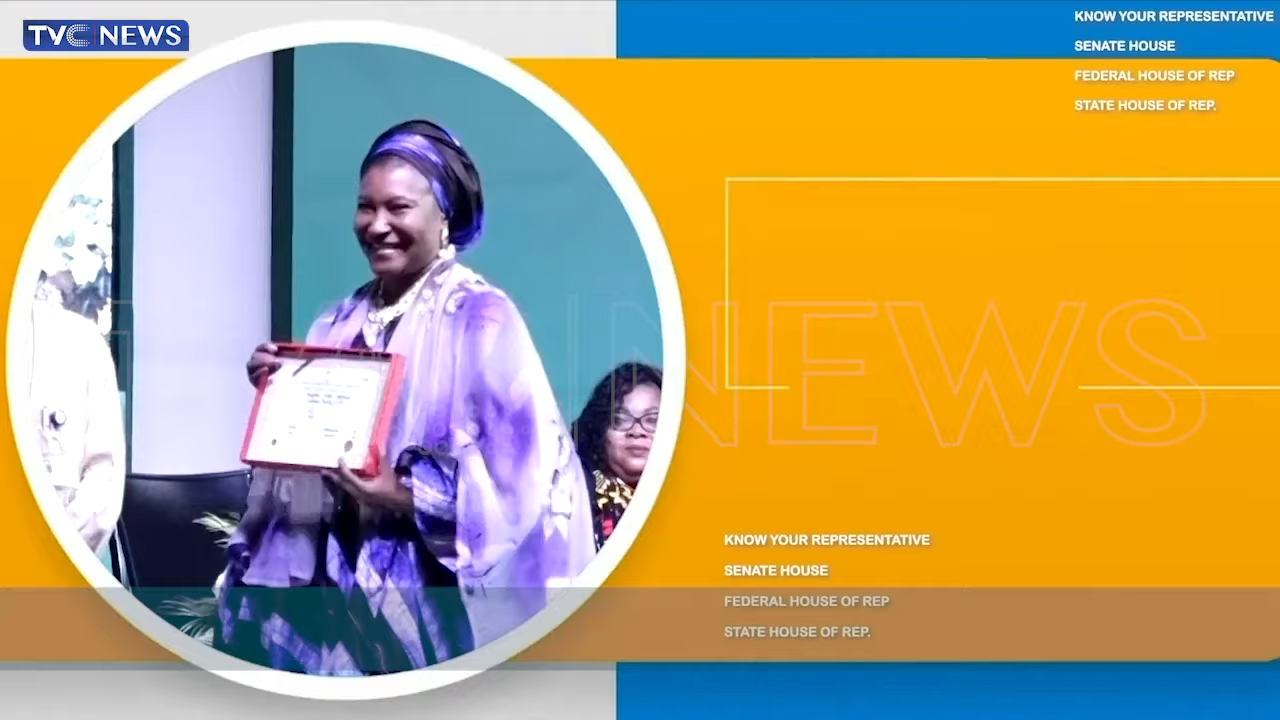 TVC NEWS
KNOW YOUR REPRESENTATIVE
SENATE HOUSE
FEDERAL HOUSE OF REP
STATE HOUSE OF REP.
NEWS
KNOW YOUR REPRESENTATIVE
SENATE HOUSE
FEDERAL HOUSE OF REP
STATE HOUSE OF REP.